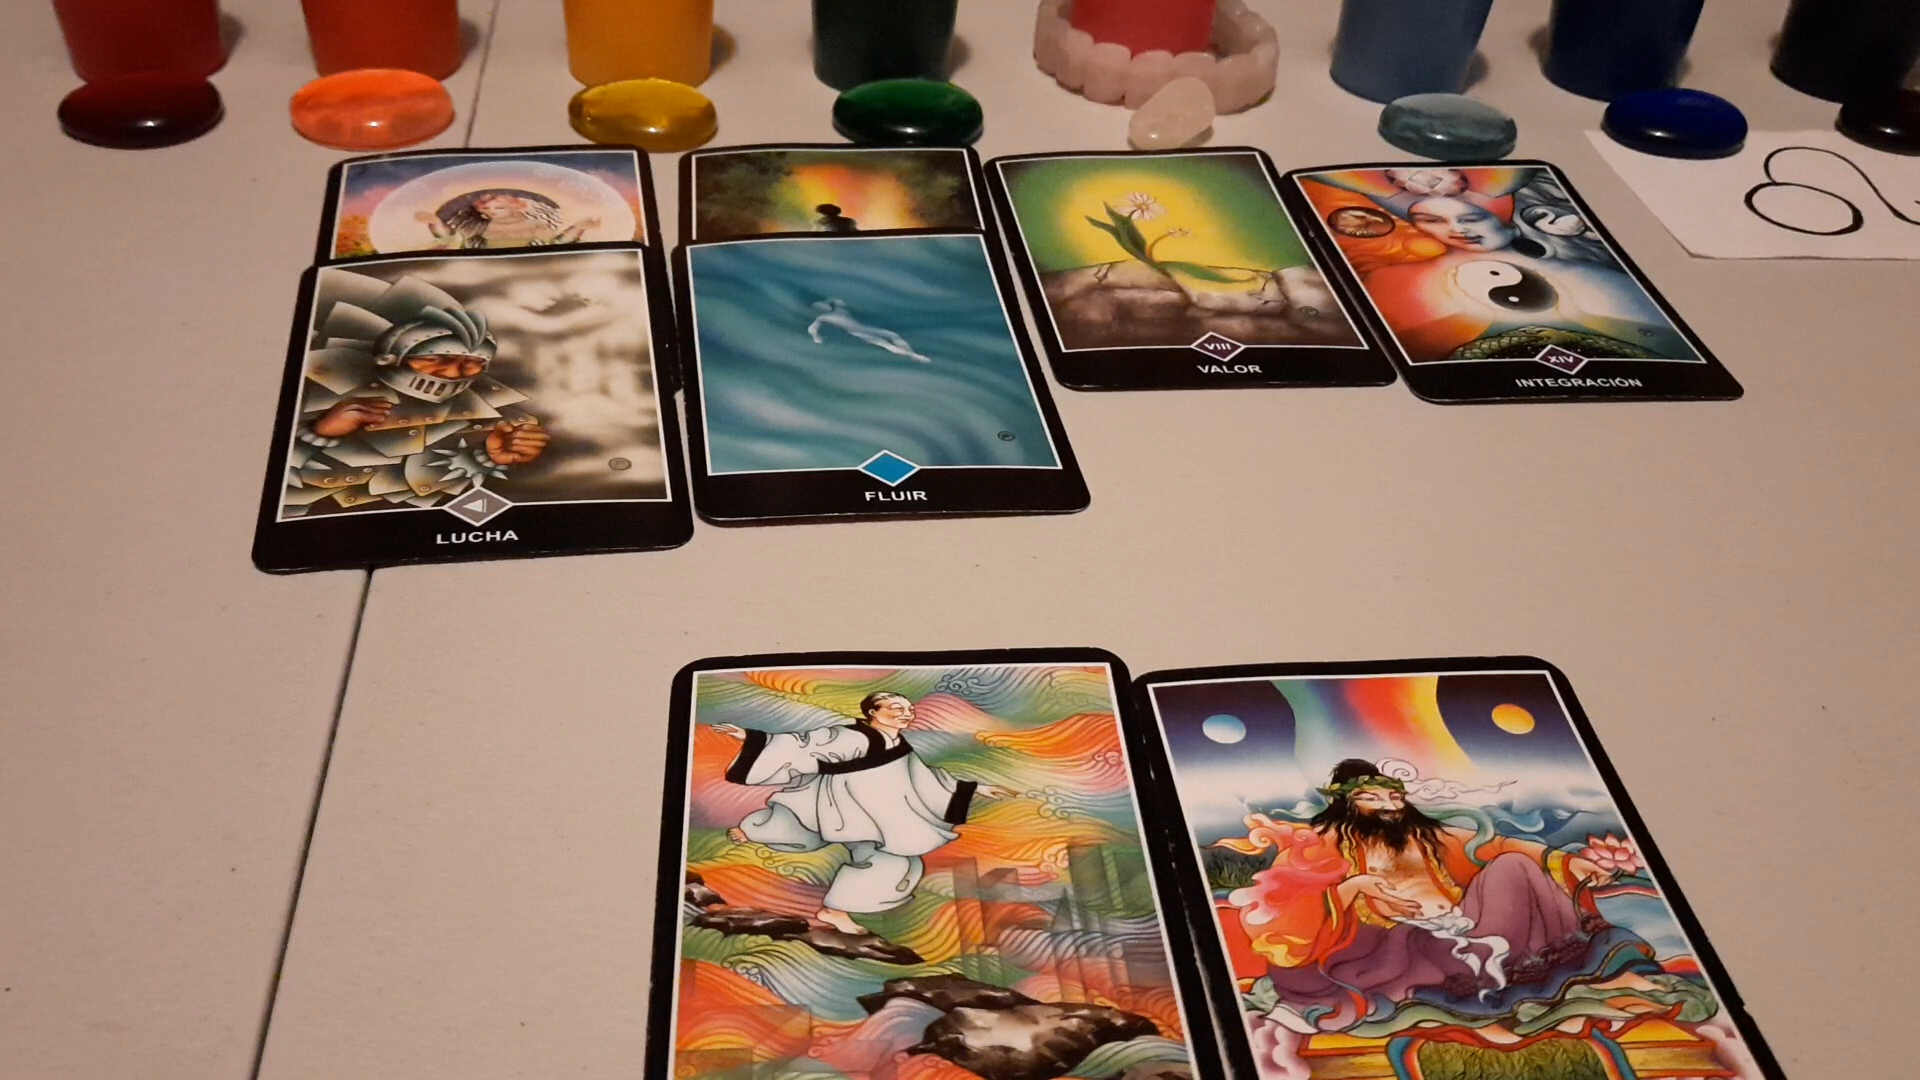 VIII
VALOR
XIV
INTEGRACIÓN
FLUIR
LUCHA